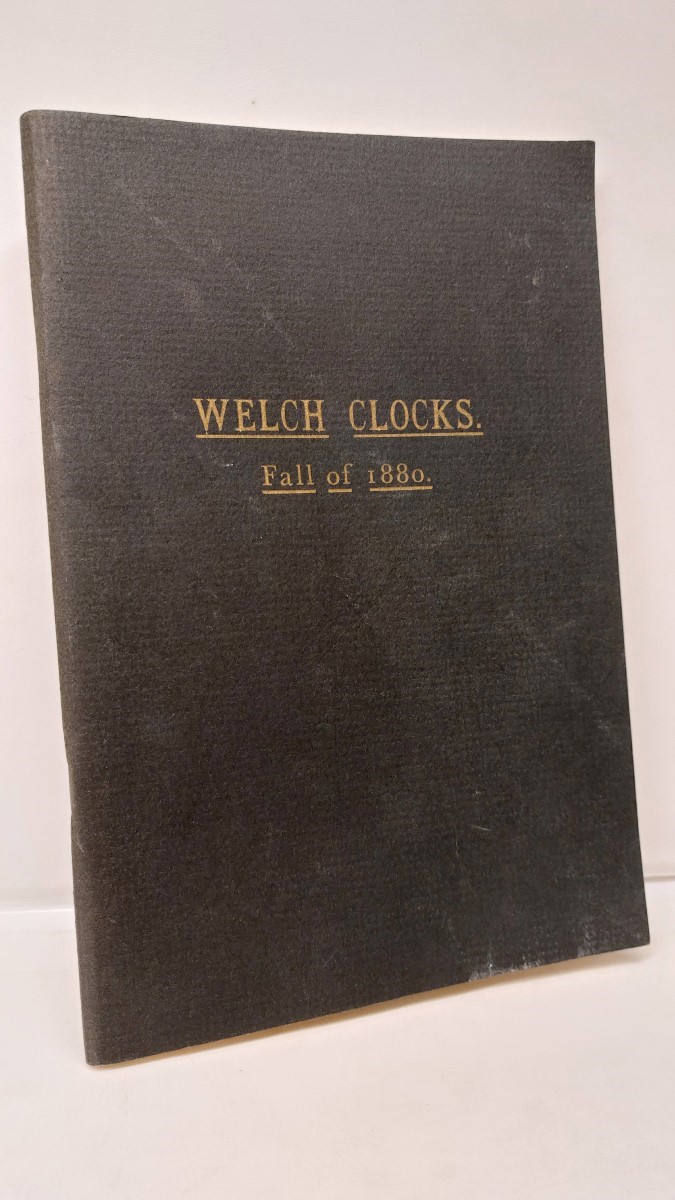 WELCH CLOCKS.
Fall of 1880.